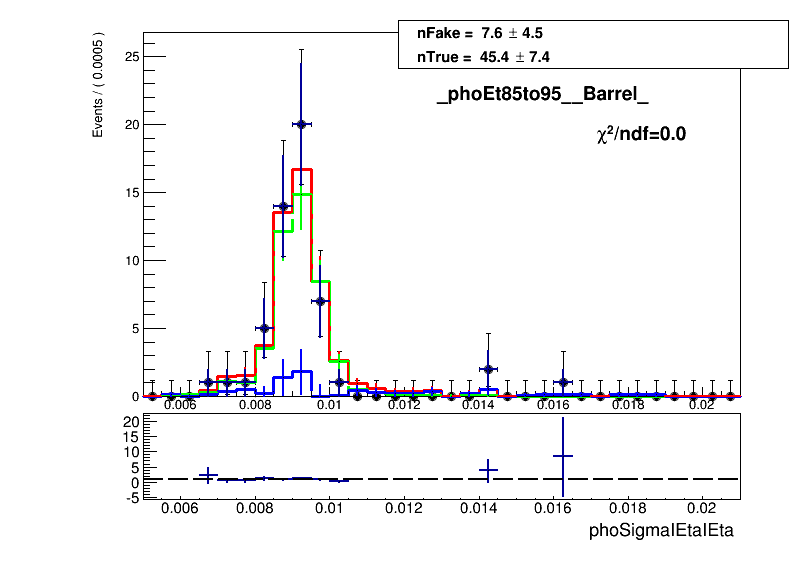 nFake = 7.6 ± 4.5
nTrue = 45.4 ± 7.4
Events / ( 0.0005 )
_phoEt85to95__Barrel_
χ²/ndf=0.0
25
20
15
10
5
0
0.006 0.008 0.01 0.012 0.014 0.016 0.018 0.02
20
15
10
5
0
-5
0.006 0.008 0.01 0.012 0.014 0.016 0.018 0.02
phoSigmaIEtaIEta